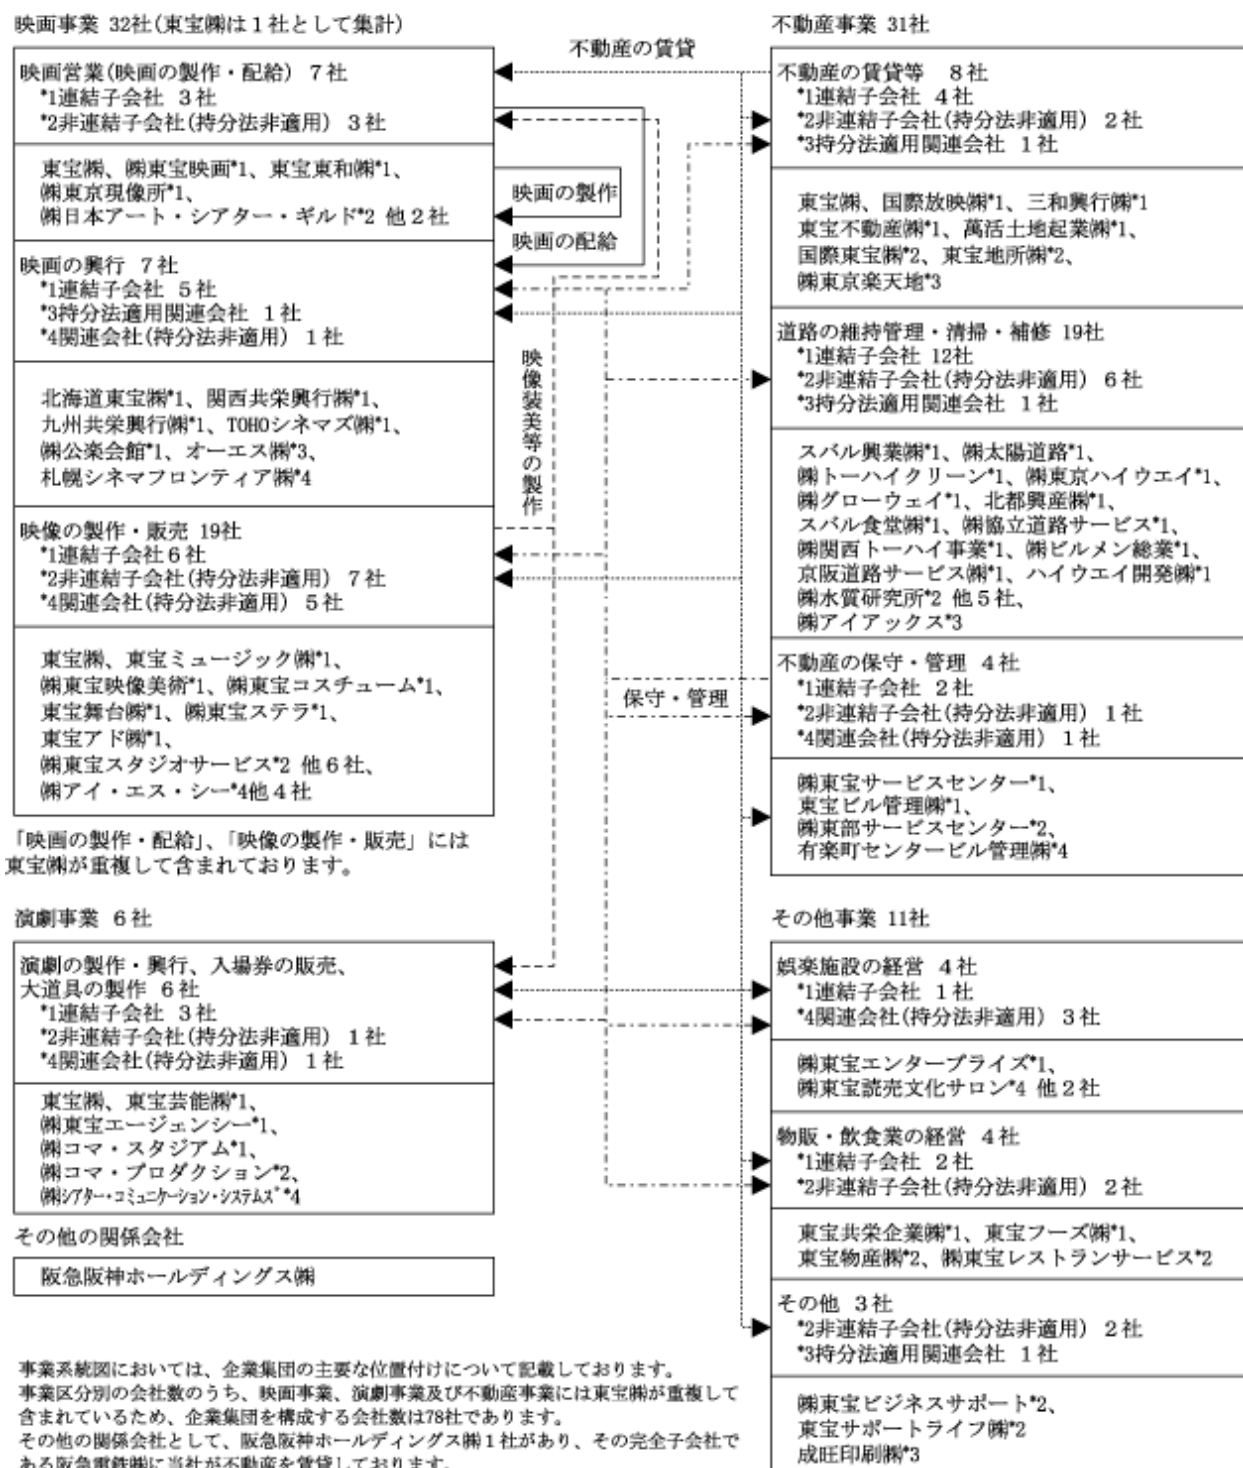 映画事業 32社(東宝㈱は１社として集計)
映画営業(映画の製作・配給) ７社
*1連結子会社 ３社
*2非連結子会社(持分法非適用) ３社
東宝㈱、㈱東宝映画*1、東宝東和㈱*1、
㈱東京現像所*1、
㈱日本アート・シアター・ギルド*2 他２社
映画の興行 ７社
*1連結子会社 ５社
*3持分法適用関連会社 １社
*4関連会社(持分法非適用) １社
北海道東宝㈱*1、関西共栄興行㈱*1、
九州共栄興行㈱*1、TOHOシネマズ㈱*1、
㈱公楽会館*1、オーエス㈱*3、
札幌シネマフロンティア㈱*4
映像の製作・販売 19社
*1連結子会社６社
*2非連結子会社(持分法非適用) ７社
*4関連会社(持分法非適用) ５社
東宝㈱、東宝ミュージック㈱*1、
㈱東宝映像美術*1、㈱東宝コスチューム*1、
東宝舞台㈱*1、㈱東宝ステラ*1、
東宝アド㈱*1、
㈱東宝スタジオサービス*2 他６社、
㈱アイ・エス・シー*4他４社
「映画の製作・配給」、「映像の製作・販売」には
東宝㈱が重複して含まれております。
演劇事業 ６社
演劇の製作・興行、入場券の販売、
大道具の製作 ６社
*1連結子会社 ３社
*2非連結子会社(持分法非適用) １社
*4関連会社(持分法非適用) １社
東宝㈱、東宝芸能㈱*1、
㈱東宝エージェンシー*1、
㈱コマ・スタジアム*1、
㈱コマ・プロダクション*2、
㈱ｼｱﾀｰ･ｺﾐｭﾆｹｰｼｮﾝ･ｼｽﾃﾑｽﾞ*4
その他の関係会社
阪急阪神ホールディングス㈱
不動産の賃貸
映画の製作
映画の配給
映像装美等の製作
保守・管理
不動産事業 31社
不動産の賃貸等 ８社
*1連結子会社 ４社
*2非連結子会社(持分法非適用) ２社
*3持分法適用関連会社 １社
東宝㈱、国際放映㈱*1、三和興行㈱*1
東宝不動産㈱*1、萬活土地起業㈱*1、
国際東宝㈱*2、東宝地所㈱*2、
㈱東京楽天地*3
道路の維持管理・清掃・補修 19社
*1連結子会社 12社
*2非連結子会社(持分法非適用) ６社
*3持分法適用関連会社 １社
スバル興業㈱*1、㈱太陽道路*1、
㈱トーハイクリーン*1、㈱東京ハイウエイ*1、
㈱グローウェイ*1、北都興産㈱*1、
スバル食堂㈱*1、㈱協立道路サービス*1、
㈱関西トーハイ事業*1、㈱ビルメン総業*1、
京阪道路サービス㈱*1、ハイウエイ開発㈱*1
㈱水質研究所*2 他５社、
㈱アイアックス*3
不動産の保守・管理 ４社
*1連結子会社 ２社
*2非連結子会社(持分法非適用) １社
*4関連会社(持分法非適用) １社
㈱東宝サービスセンター*1、
東宝ビル管理㈱*1、
㈱東部サービスセンター*2、
有楽町センタービル管理㈱*4
その他事業 11社
娯楽施設の経営 ４社
*1連結子会社 １社
*4関連会社(持分法非適用) ３社
㈱東宝エンタープライズ*1、
㈱東宝読売文化サロン*4 他２社
物販・飲食業の経営 ４社
*1連結子会社 ２社
*2非連結子会社(持分法非適用) ２社
東宝共栄企業㈱*1、東宝フーズ㈱*1、
東宝物産㈱*2、㈱東宝レストランサービス*2
その他 ３社
*2非連結子会社(持分法非適用) ２社
*3持分法適用関連会社 １社
㈱東宝ビジネスサポート*2、
東宝サポートライフ㈱*2
成旺印刷㈱*3
事業系統図においては、企業集団の主要な位置付けについて記載しております。
事業区分別の会社数のうち、映画事業、演劇事業及び不動産事業には東宝㈱が重複して
含まれているため、企業集団を構成する会社数は78社であります。
その他の関係会社として、阪急阪神ホールディングス㈱１社があり、その完全子会社で
ある阪急電鉄㈱に当社が不動産を賃貸しております。